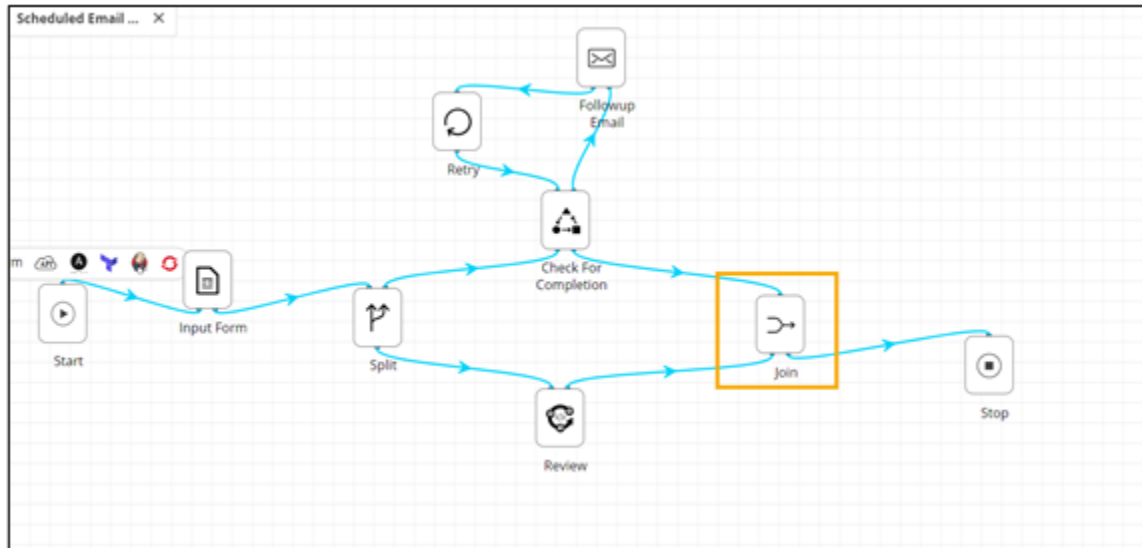 Scheduled Email ... ×
Followup
Email
Retry
Check For
Completion
m
Input Form
Start
Split
Join
Stop
Review